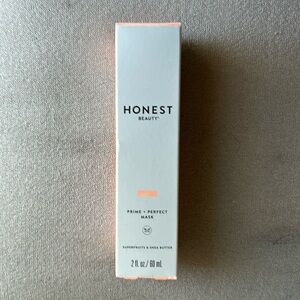 HONEST
BEAUTY®
PRIME + PERFECT
MASK
SUPERFRUITS & SHEA BUTTER
2 fl. oz / 60 mL